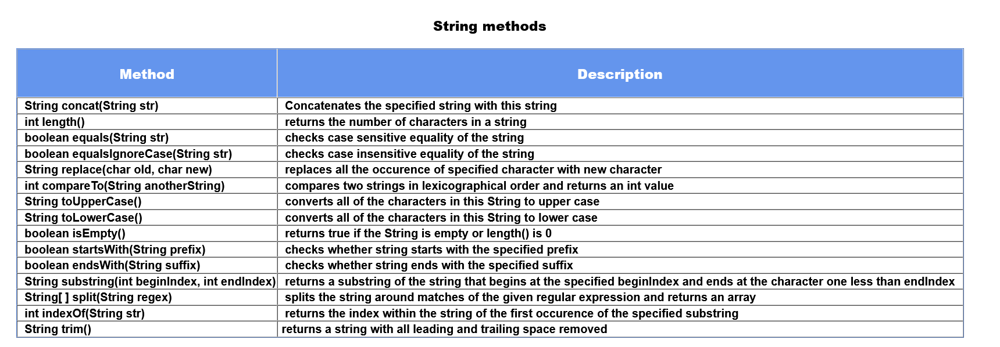 String methods
Method Description
String concat(String str) Concatenates the specified string with this string
int length() returns the number of characters in a string
boolean equals(String str) checks case sensitive equality of the string
boolean equalsIgnoreCase(String str) checks case insensitive equality of the string
String replace(char old, char new) replaces all the occurence of specified character with new character
int compareTo(String anotherString) compares two strings in lexicographical order and returns an int value
String toUpperCase() converts all of the characters in this String to upper case
String toLowerCase() converts all of the characters in this String to lower case
boolean isEmpty() returns true if the String is empty or length() is 0
boolean startsWith(String prefix) checks whether string starts with the specified prefix
boolean endsWith(String suffix) checks whether string ends with the specified suffix
String substring(int beginIndex, int endIndex) returns a substring of the string that begins at the specified beginIndex and ends at the character one less than endIndex
String[ ] split(String regex) splits the string around matches of the given regular expression and returns an array
int indexOf(String str) returns the index within the string of the first occurence of the specified substring
String trim() returns a string with all leading and trailing space removed